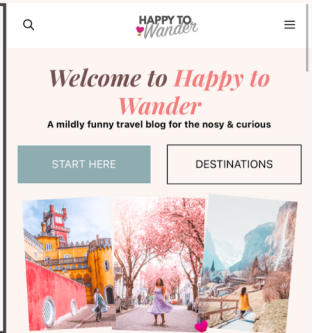 HAPPY TO
Wander
Welcome to Happy to
Wander
A mildly funny travel blog for the nosy & curious
START HERE
DESTINATIONS